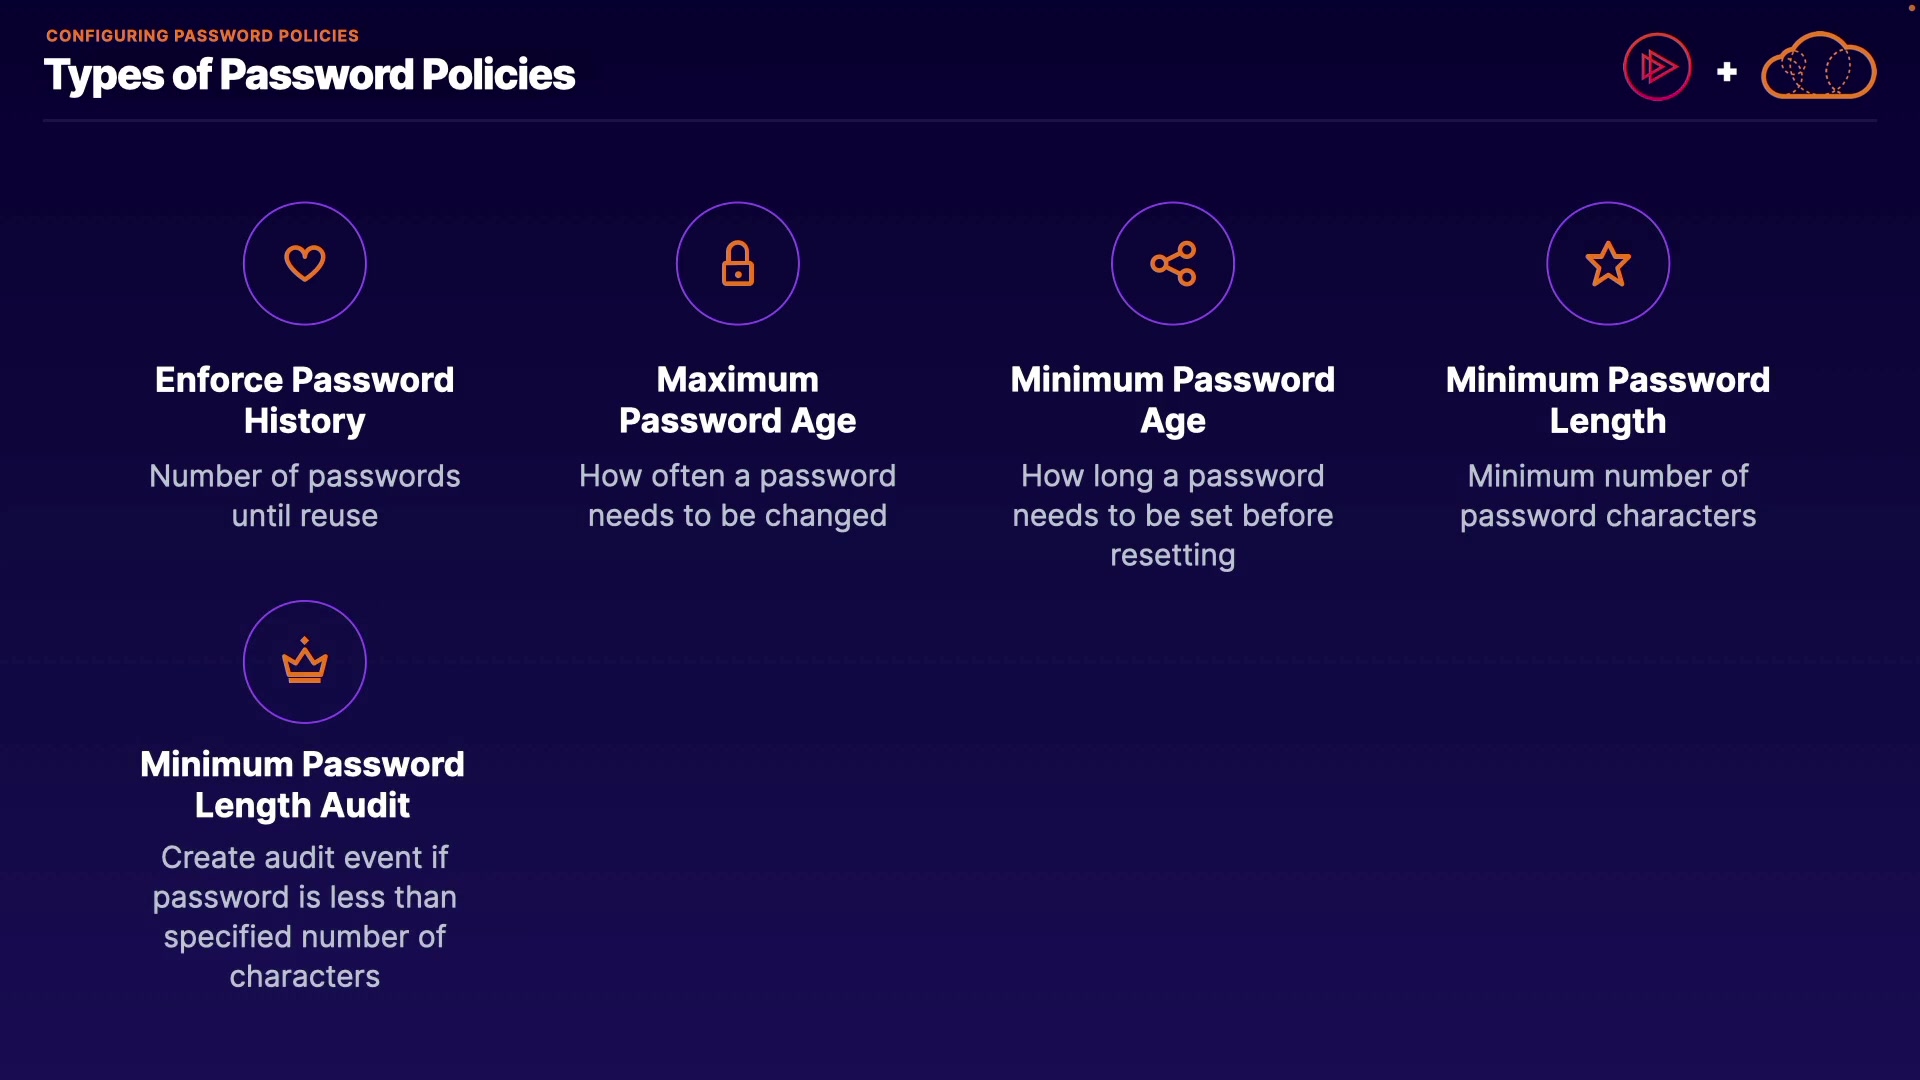 CONFIGURING PASSWORD POLICIES
Types of Password Policies
+
Enforce Password
History
Number of passwords
until reuse
Maximum
Password Age
How often a password
needs to be changed
Minimum Password
Age
How long a password
needs to be set before
resetting
Minimum Password
Length
Minimum number of
password characters
Minimum Password
Length Audit
Create audit event if
password is less than
specified number of
characters